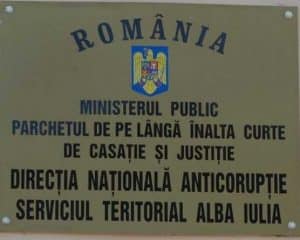 ROMÂNIA
MINISTERUL PUBLIC
PARCHETUL DE PE LÂNGĂ ÎNALTA CURTE
DE CASAȚIE ȘI JUSTIȚIE
DIRECȚIA NAȚIONALĂ ANTICORUPȚIE
SERVICIUL TERITORIAL ALBA IULIA